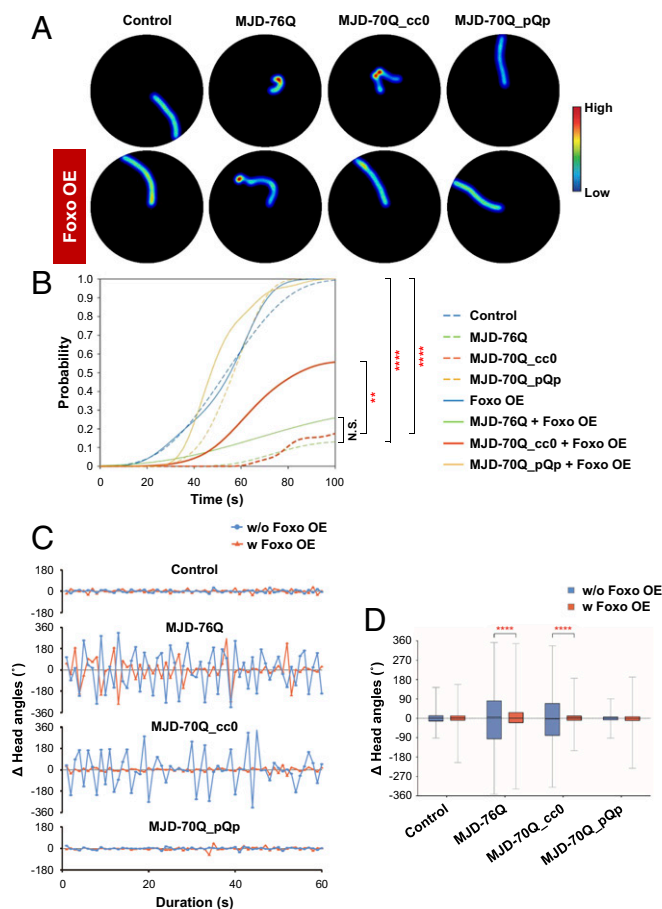 A
Control MJD-76Q MJD-70Q_cc0 MJD-70Q_pQp
High
Low
Foxo OE
B
1.0
0.9
0.8
0.7
0.6
0.5
0.4
0.3
0.2
0.1
0
Probability
0 20 40 60 80 100
Time (s)
N.S.
**
****
****
Control
MJD-76Q
MJD-70Q_cc0
MJD-70Q_pQp
Foxo OE
MJD-76Q + Foxo OE
MJD-70Q_cc0 + Foxo OE
MJD-70Q_pQp + Foxo OE
C
w/o Foxo OE
w Foxo OE
Δ Head angles (˚)
Control
180
0
-180
MJD-76Q
360
180
0
-180
360
MJD-70Q_cc0
360
180
0
-180
360
MJD-70Q_pQp
180
0
-180
0 20 40 60
Duration (s)
D
w/o Foxo OE
w Foxo OE
Δ Head angles (˚)
360
270
180
90
0
-90
-180
-270
-360
**** ****
Control
MJD-76Q
MJD-70Q_cc0
MJD-70Q_pQp